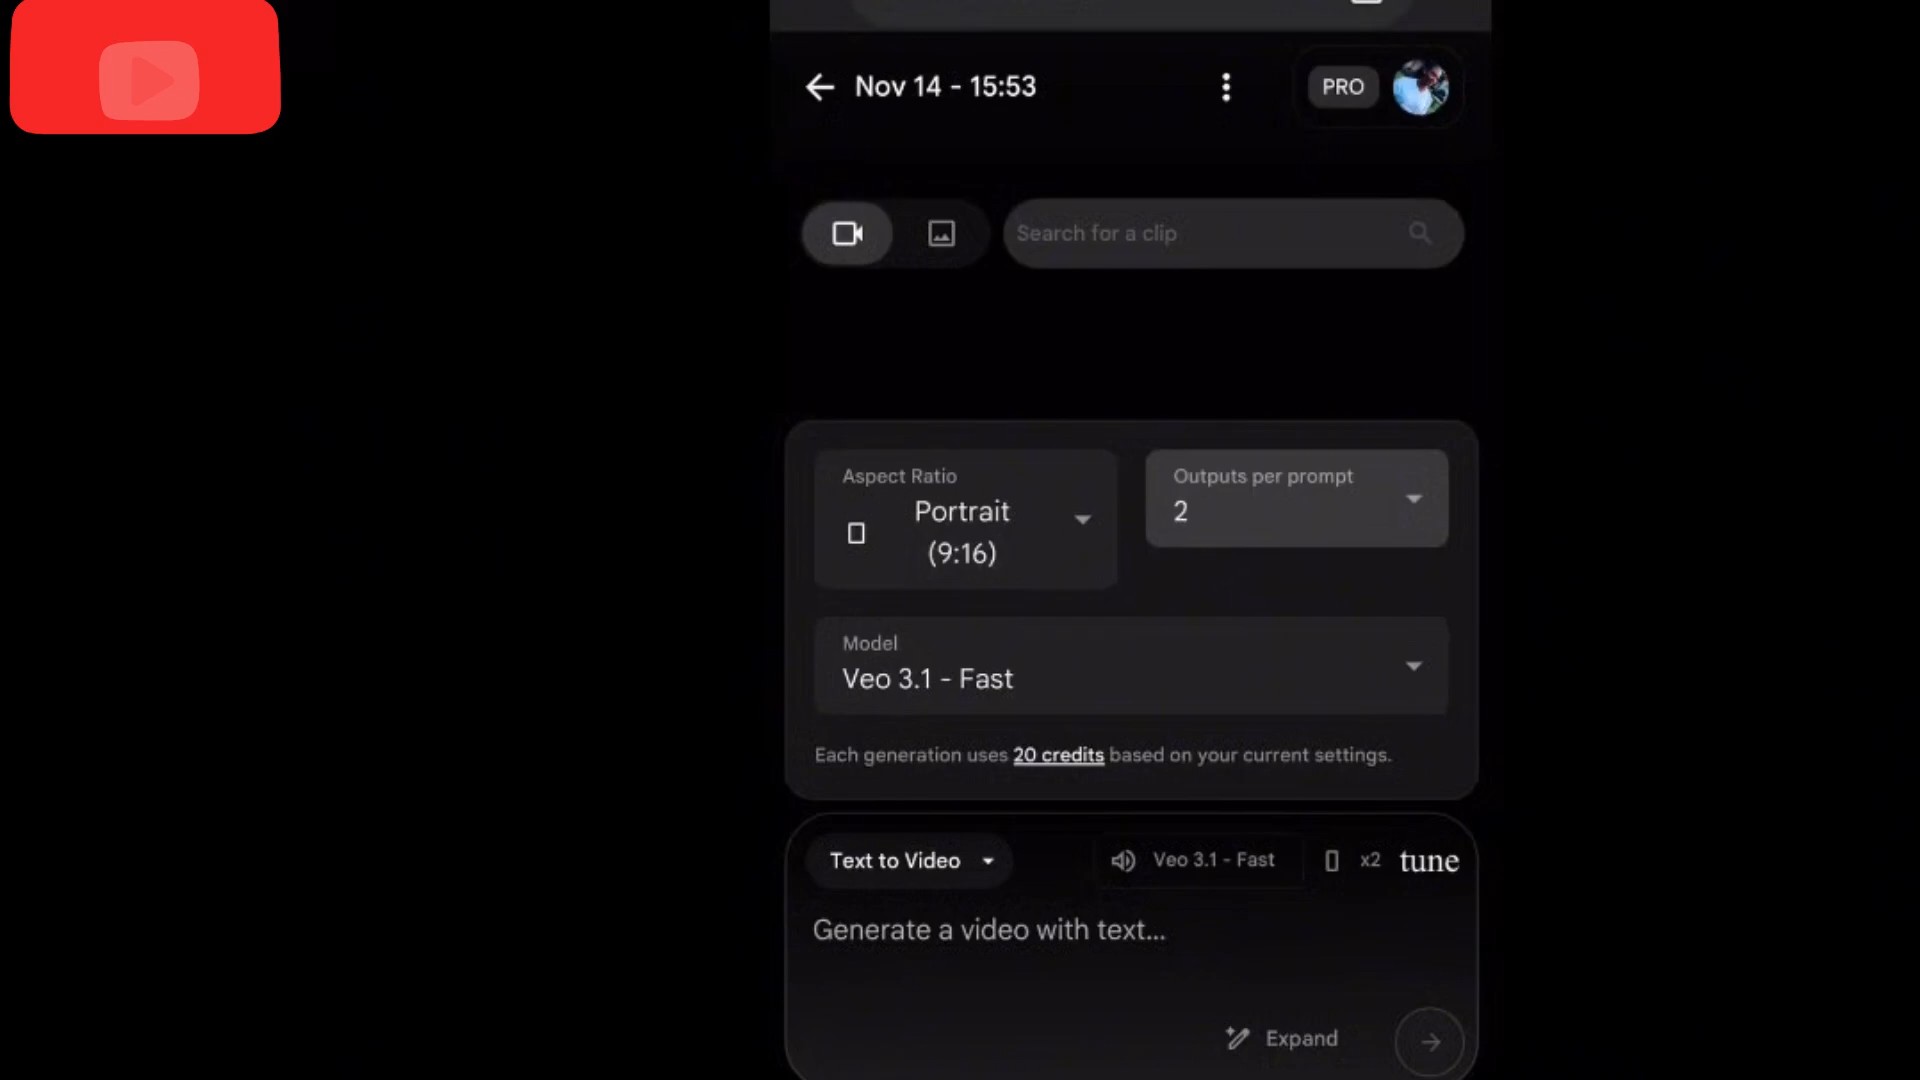 Nov 14 - 15:53
PRO
Search for a clip
Aspect Ratio
Portrait
(9:16)
Outputs per prompt
2
Model
Veo 3.1 - Fast
Each generation uses 20 credits based on your current settings.
Text to Video
Veo 3.1 - Fast
x2
tune
Generate a video with text...
Expand